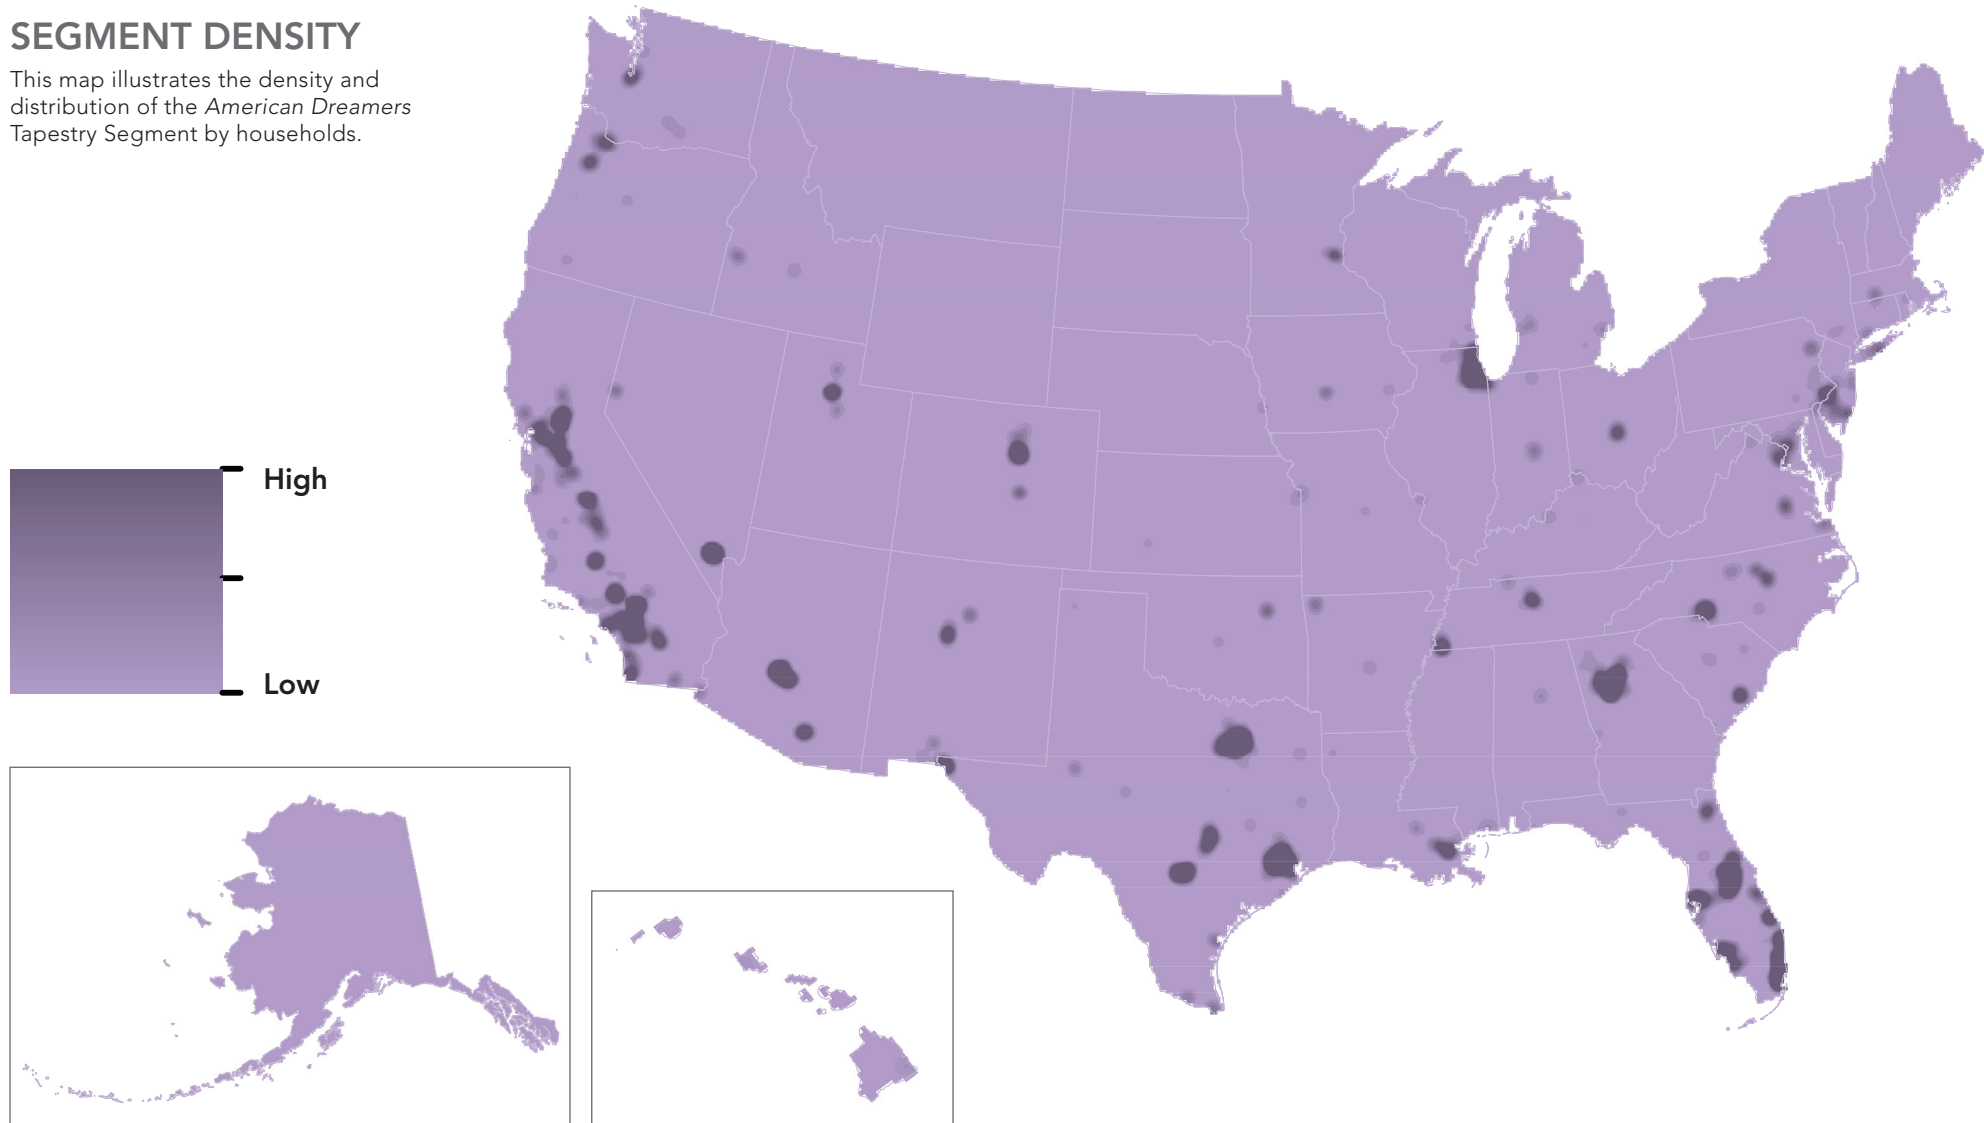 SEGMENT DENSITY
This map illustrates the density and
distribution of the American Dreamers
Tapestry Segment by households.
High
Low